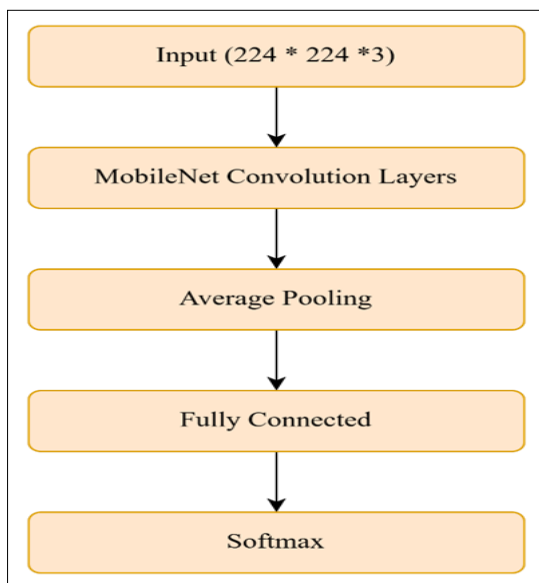 Input (224 * 224 *3)
MobileNet Convolution Layers
Average Pooling
Fully Connected
Softmax